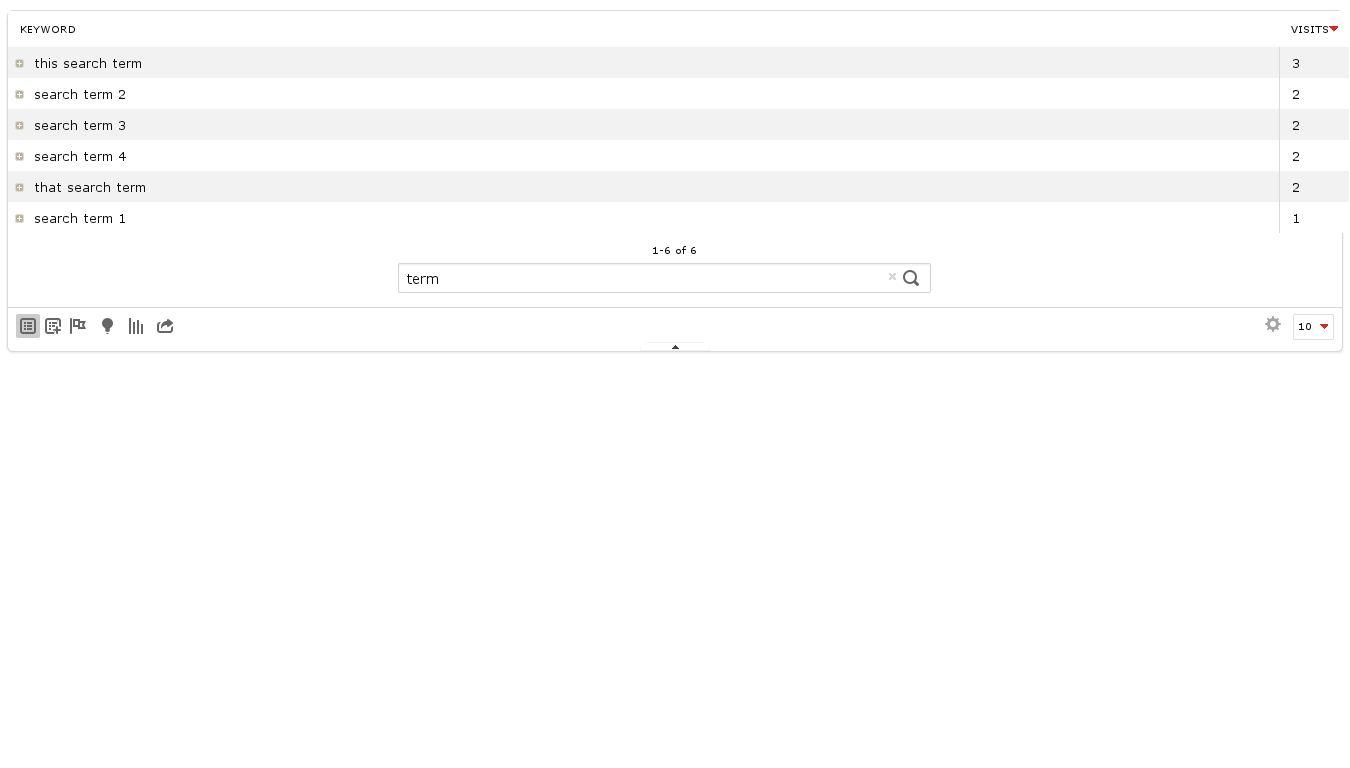 KEYWORD VISITS
this search term 3
search term 2 2
search term 3 2
search term 4 2
that search term 2
search term 1 1
1-6 of 6
term
10